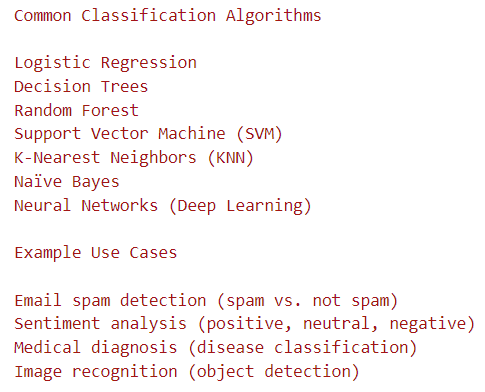 Common Classification Algorithms
Logistic Regression
Decision Trees
Random Forest
Support Vector Machine (SVM)
K-Nearest Neighbors (KNN)
Naïve Bayes
Neural Networks (Deep Learning)
Example Use Cases
Email spam detection (spam vs. not spam)
Sentiment analysis (positive, neutral, negative)
Medical diagnosis (disease classification)
Image recognition (object detection)